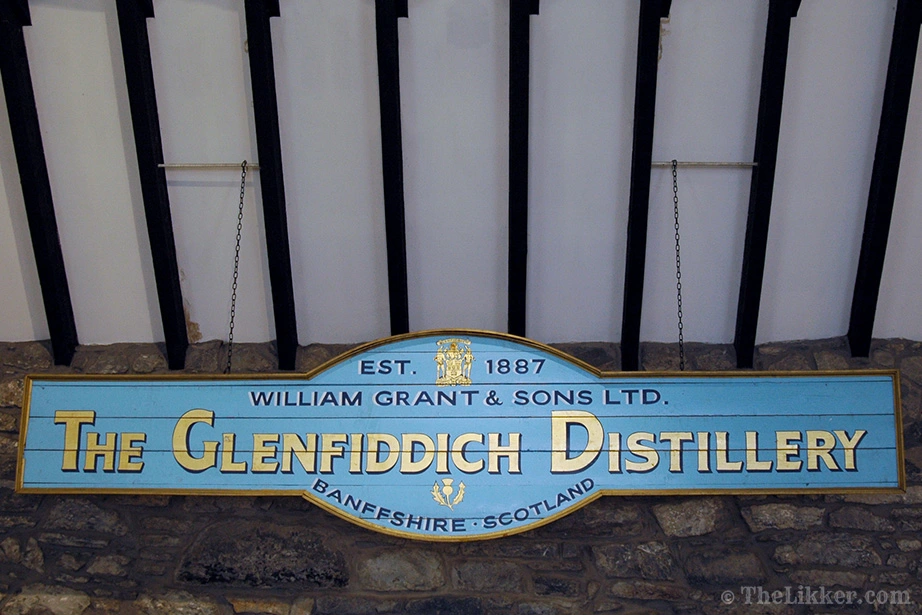 EST. 1887
WILLIAM GRANT & SONS LTD.
THE GLENFIDDICH DISTILLERY
BANFFSHIRE · SCOTLAND
© TheLikker.com